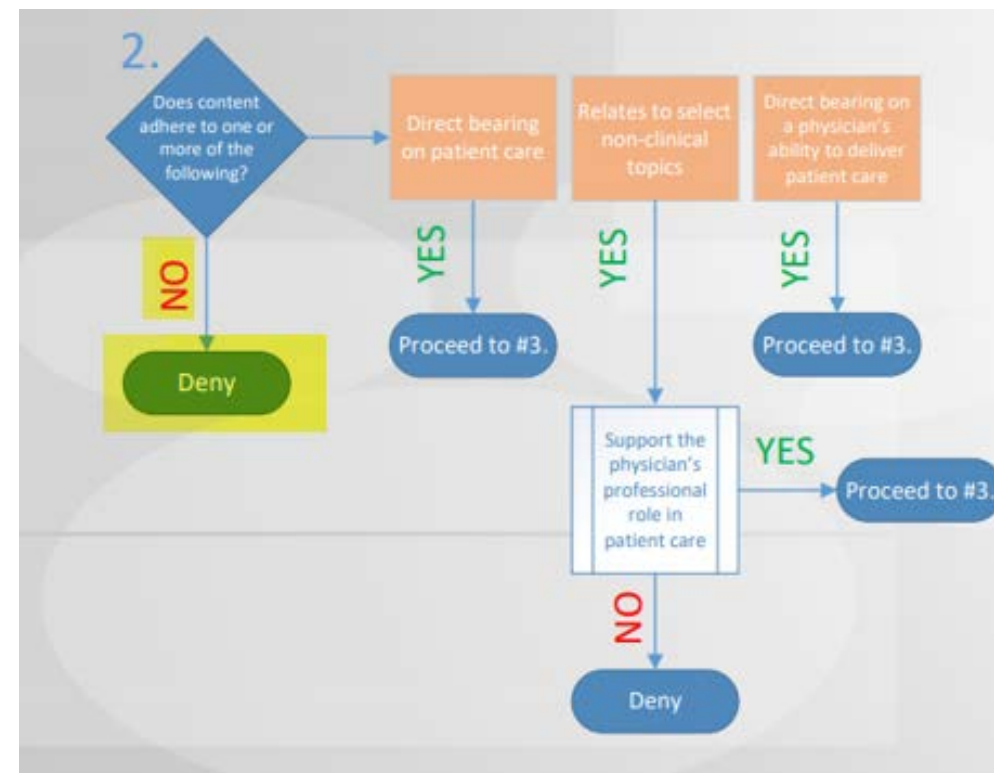 2.
Does content
adhere to one or
more of the
following?
Direct bearing
on patient care
Relates to select
non-clinical
topics
Direct bearing on
a physician's
ability to deliver
patient care
NO
YES
YES
YES
Deny
Proceed to #3.
Proceed to #3.
Support the
physician's
professional
role in
patient care
YES
Proceed to #3.
NO
Deny